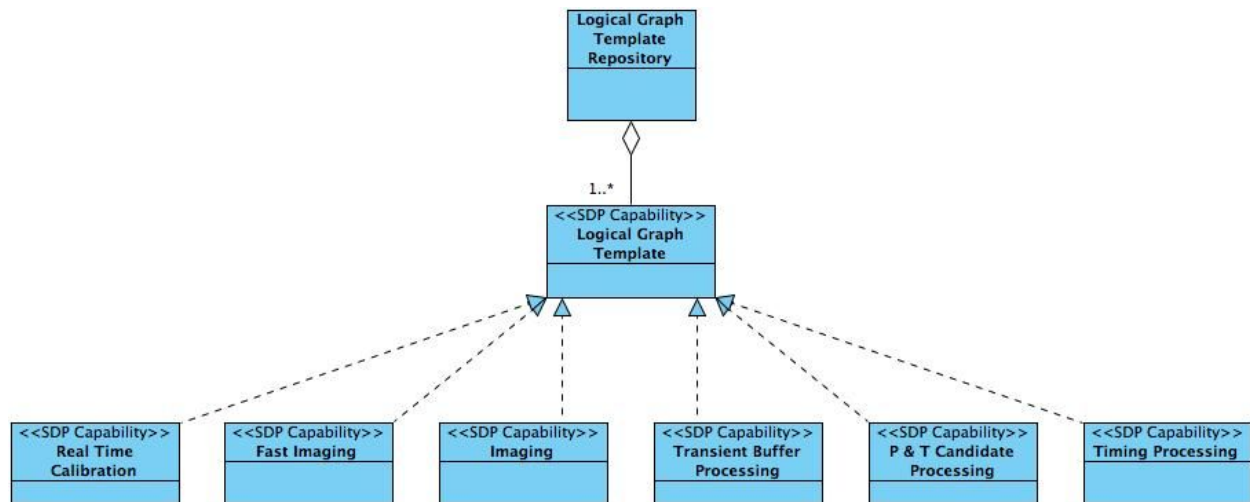 Logical Graph
Template
Repository
1..*
<<SDP Capability>>
Logical Graph
Template
<<SDP Capability>>
Real Time
Calibration
<<SDP Capability>>
Fast Imaging
<<SDP Capability>>
Imaging
<<SDP Capability>>
Transient Buffer
Processing
<<SDP Capability>>
P & T Candidate
Processing
<<SDP Capability>>
Timing Processing